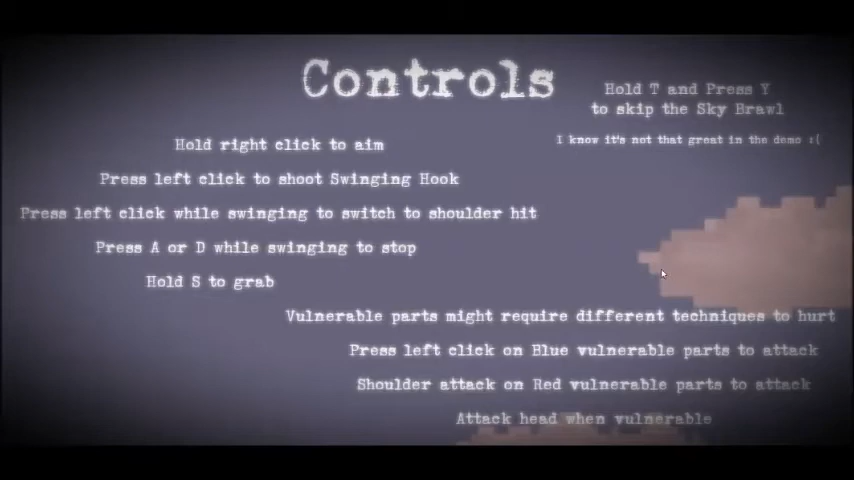 Controls
Hold T and Press Y
to skip the Sky Brawl
I know it's not that great in the demo :(
Hold right click to aim
Press left click to shoot Swinging Hook
Press left click while swinging to switch to shoulder hit
Press A or D while swinging to stop
Hold S to grab
Vulnerable parts might require different techniques to hurt
Press left click on Blue vulnerable parts to attack
Shoulder attack on Red vulnerable parts to attack
Attack head when vulnerable